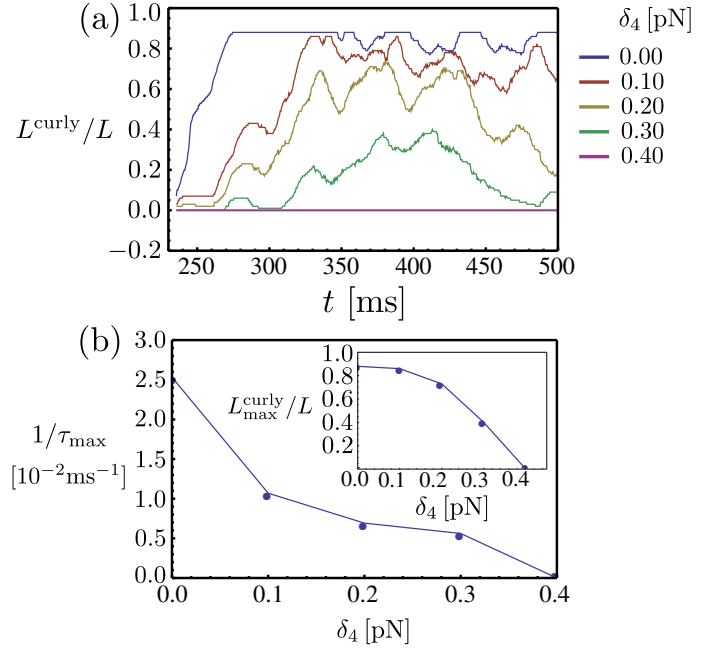 (a)
δ₄ [pN]
0.00
0.10
0.20
0.30
0.40
L^curly/L
1.0
0.8
0.6
0.4
0.2
0.0
−0.2
250 300 350 400 450 500
t [ms]
(b)
1/τ_max
[10⁻²ms⁻¹]
3.0
2.5
2.0
1.5
1.0
0.5
0.0
0.0 0.1 0.2 0.3 0.4
δ₄ [pN]
L^curly_max/L
1.0
0.8
0.6
0.4
0.2
0.0 0.1 0.2 0.3 0.4
δ₄ [pN]